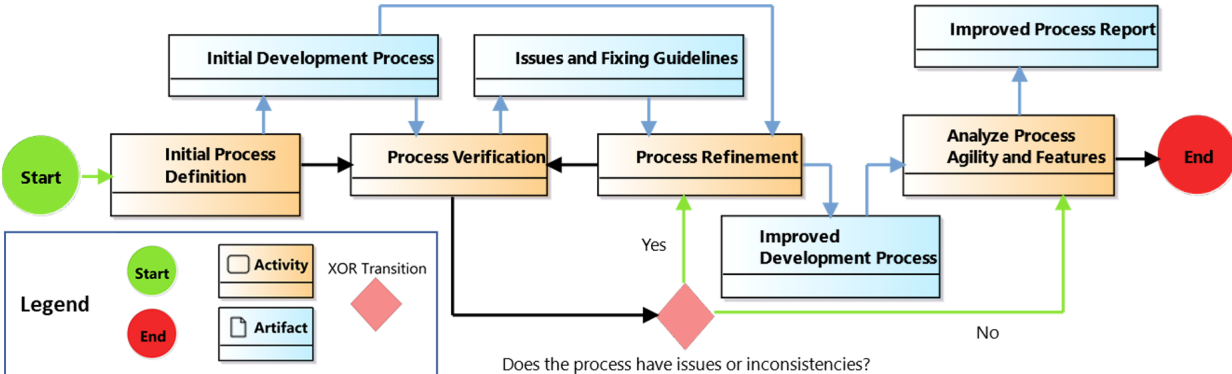 Improved Process Report
Initial Development Process
Issues and Fixing Guidelines
Start
Initial Process
Definition
Process Verification
Process Refinement
Analyze Process
Agility and Features
End
Improved
Development Process
Yes
No
Does the process have issues or inconsistencies?
Legend
Start
Activity
XOR Transition
End
Artifact